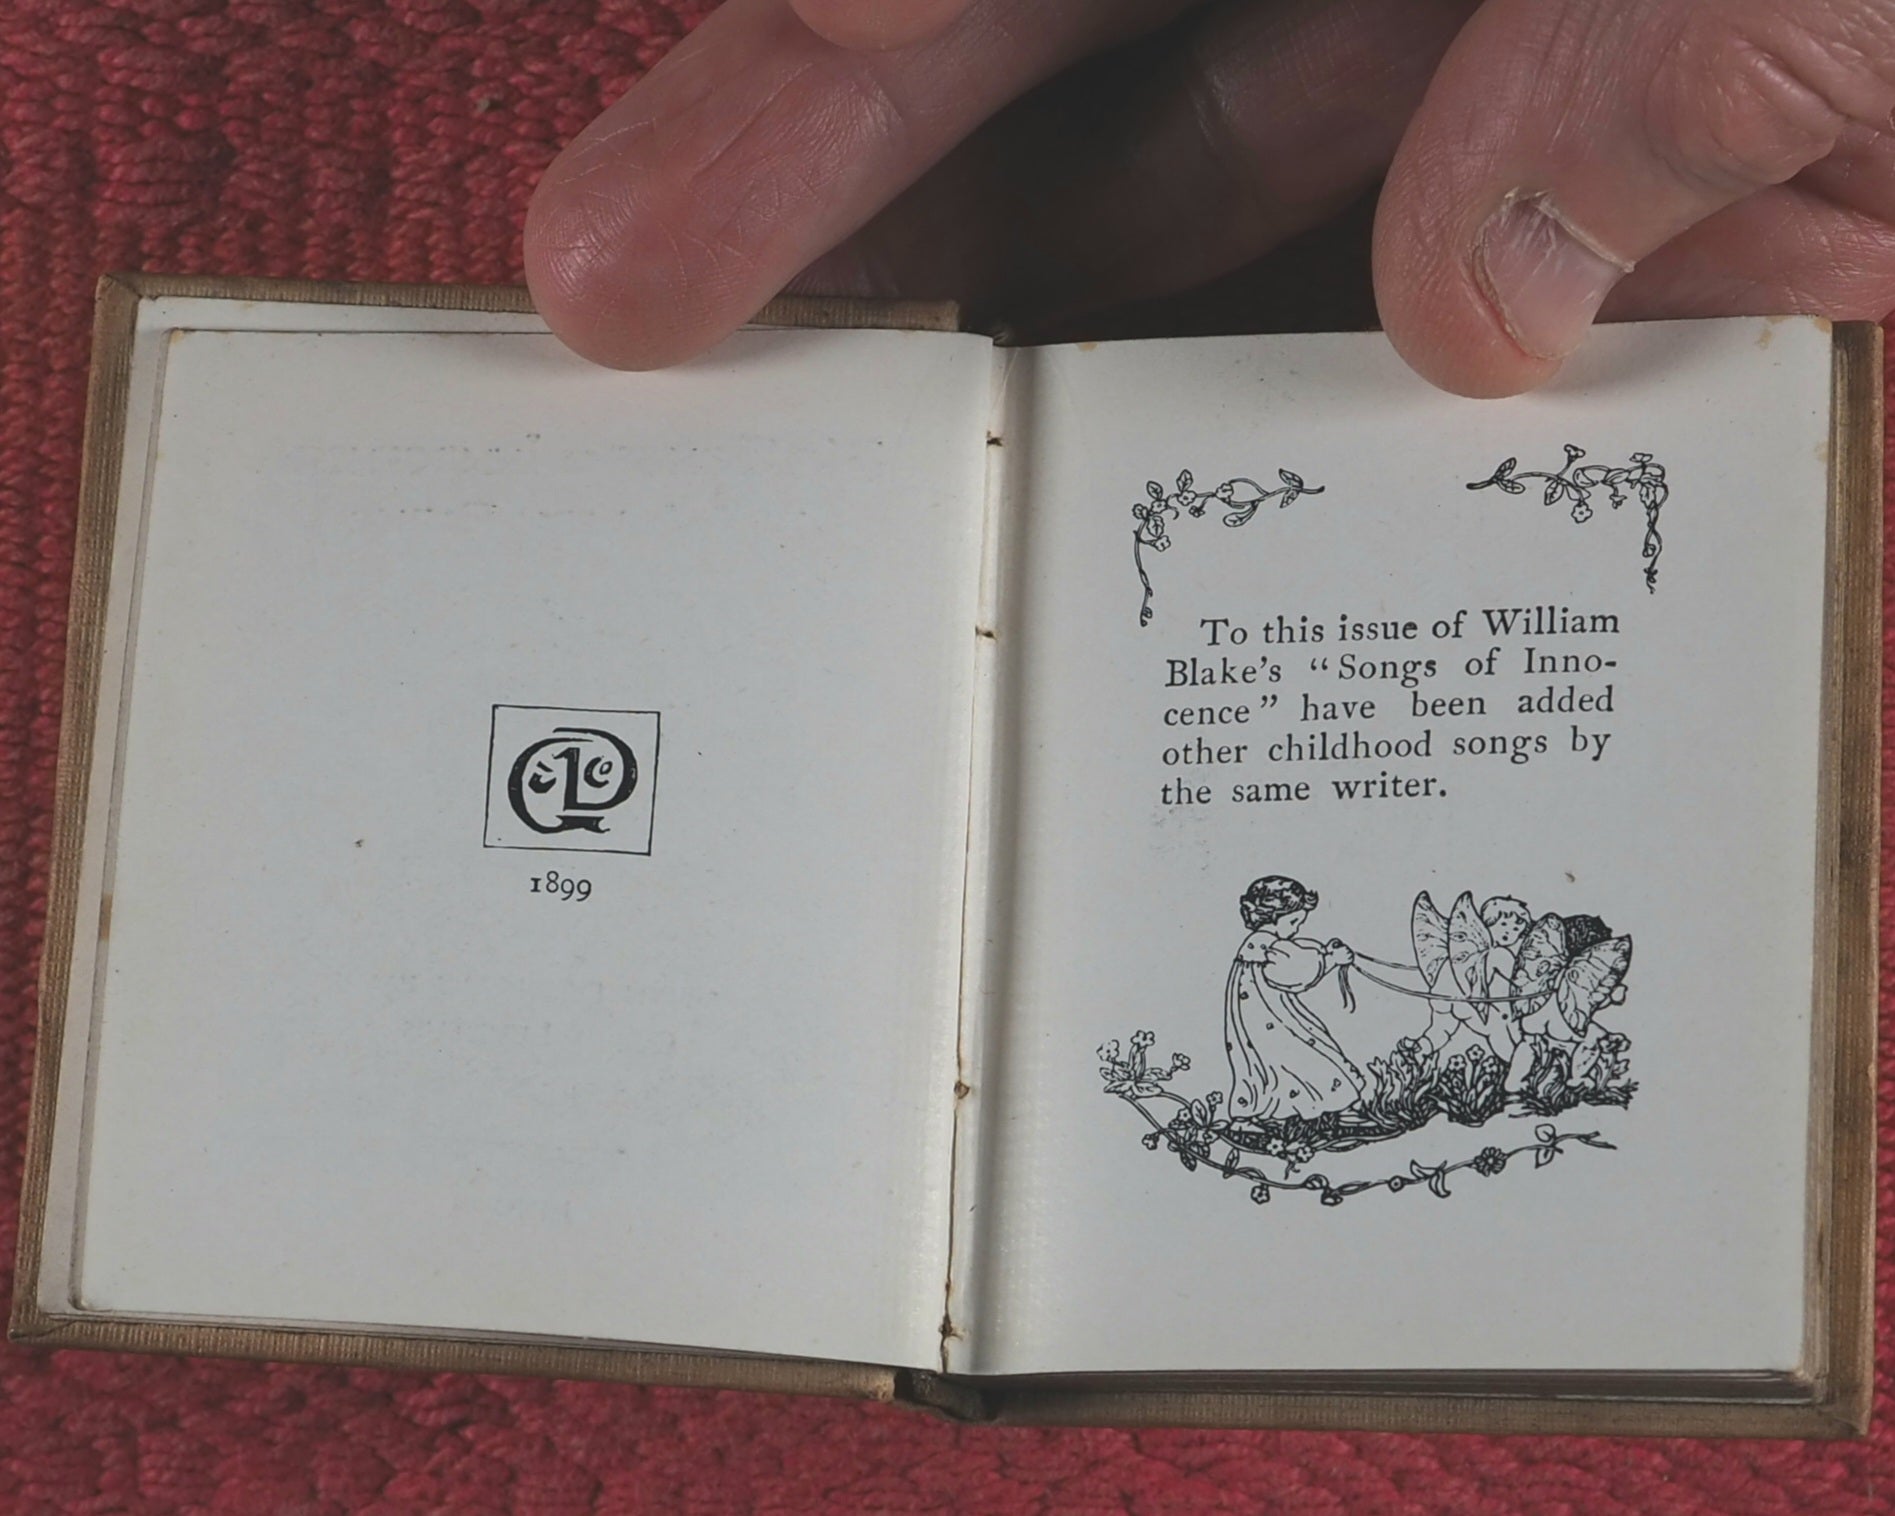 1899
To this issue of William
Blake's “Songs of Inno-
cence” have been added
other childhood songs by
the same writer.